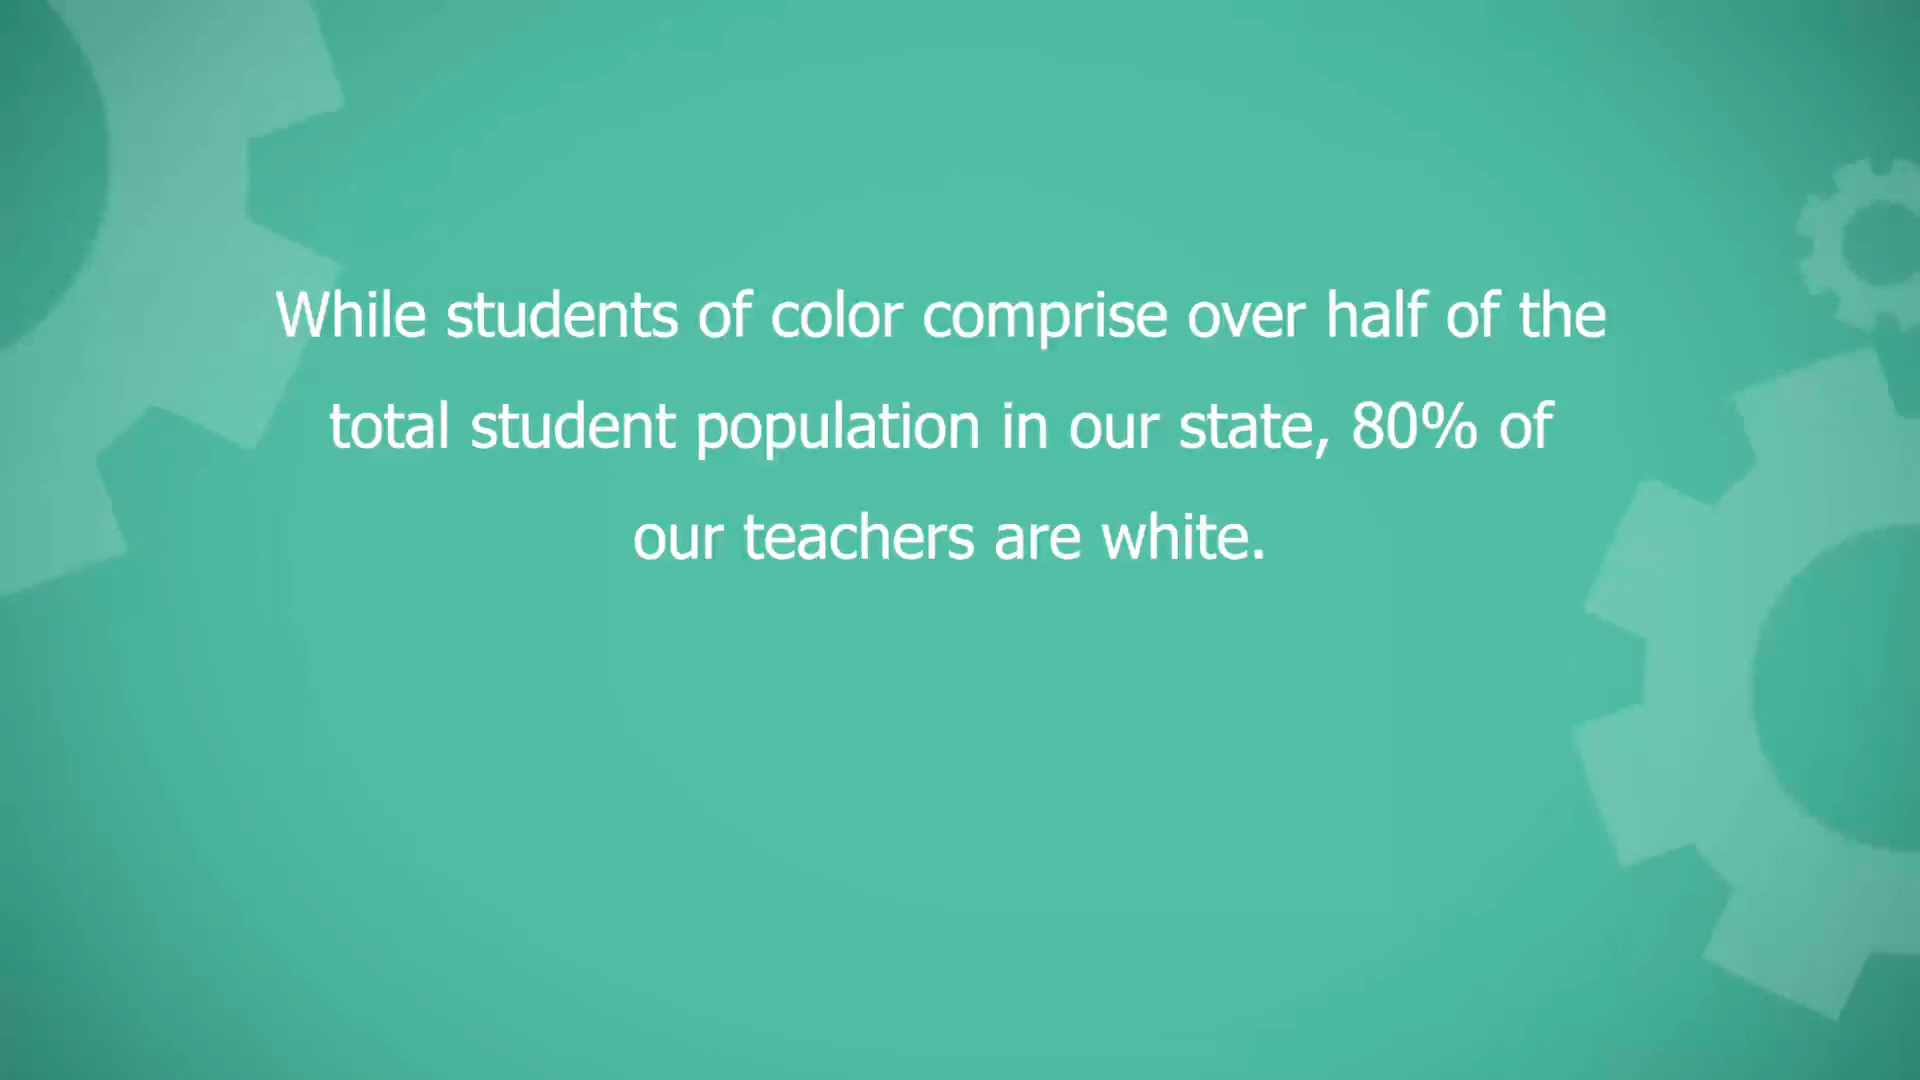 While students of color comprise over half of the
total student population in our state, 80% of
our teachers are white.